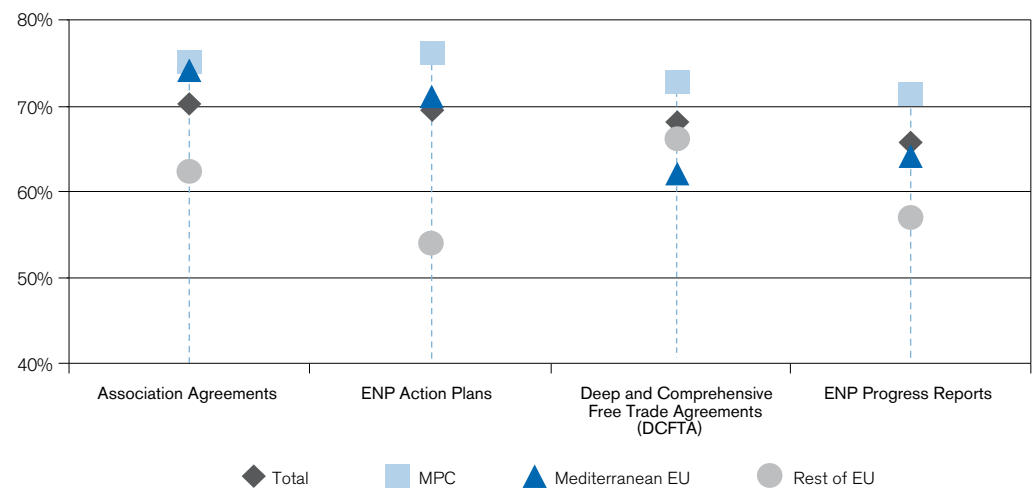 80%
70%
60%
50%
40%
Association Agreements
ENP Action Plans
Deep and Comprehensive
Free Trade Agreements
(DCFTA)
ENP Progress Reports
Total
MPC
Mediterranean EU
Rest of EU